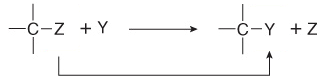 —C—Z + Y ⟶ —C—Y + Z